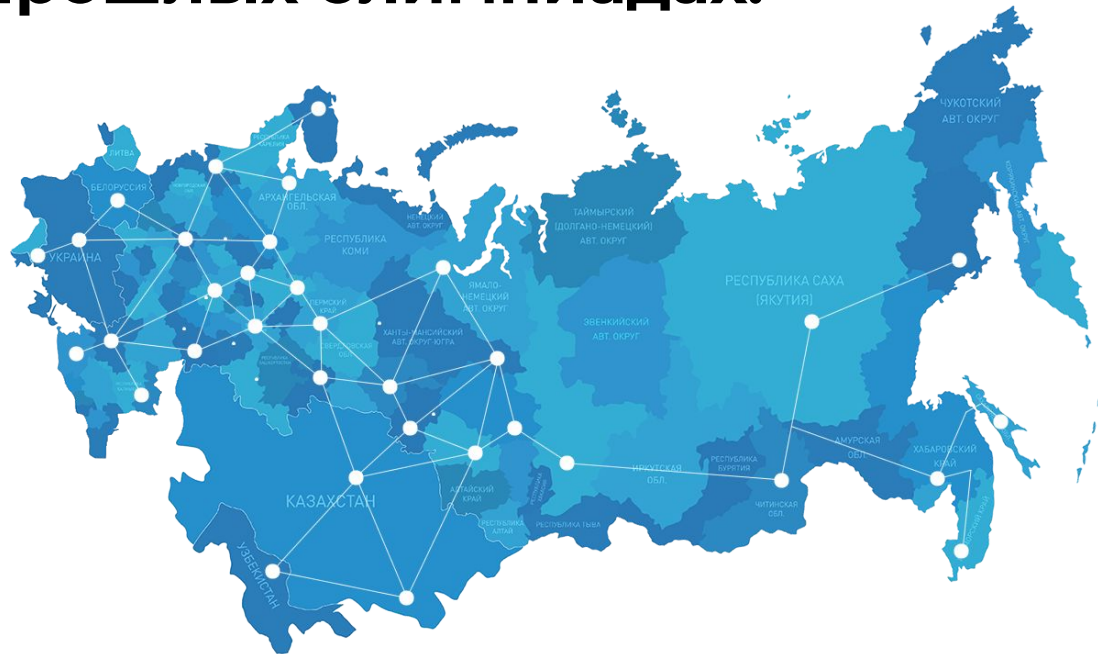 прошлых олимпиадах.
ЧУКОТСКИЙ
АВТ. ОКРУГ
ЛИТВА
БЕЛОРУССИЯ
АРХАНГЕЛЬСКАЯ
ОБЛ.
НЕНЕЦКИЙ
АВТ. ОКРУГ
ТАЙМЫРСКИЙ
(ДОЛГАНО-НЕМЕЦКИЙ)
АВТ. ОКРУГ
УКРАИНА
РЕСПУБЛИКА
КОМИ
РЕСПУБЛИКА САХА
(ЯКУТИЯ)
ЯМАЛО-
НЕМЕЦКИЙ
АВТ. ОКРУГ
ПЕРМСКИЙ
КРАЙ
ЭВЕНКИЙСКИЙ
АВТ. ОКРУГ
ХАНТЫ-МАНСИЙСКИЙ
АВТ. ОКРУГ ЮГРА
СВЕРДЛОВСКАЯ
ОБЛ.
АМУРСКАЯ
ОБЛ.
ХАБАРОВСКИЙ
КРАЙ
РЕСПУБЛИКА
БУРЯТИЯ
ИРКУТСКАЯ
ОБЛ.
ЧИТИНСКАЯ
ОБЛ.
КАЗАХСТАН
АЛТАЙСКИЙ
КРАЙ
РЕСПУБЛИКА
АЛТАЙ
РЕСПУБЛИКА ТЫВА
УЗБЕКИСТАН